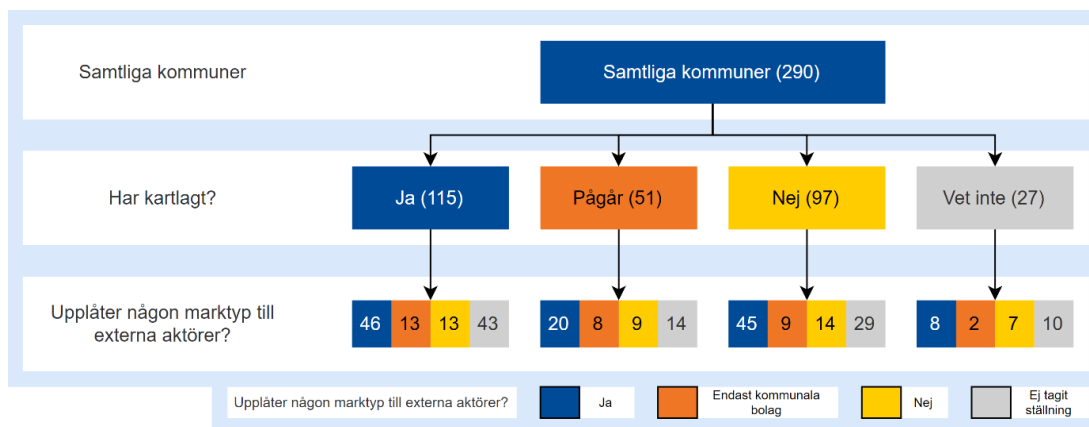 Samtliga kommuner
Samtliga kommuner (290)
Har kartlagt?
Ja (115)
Pågår (51)
Nej (97)
Vet inte (27)
Upplåter någon marktyp till
externa aktörer?
46 13 13 43
20 8 9 14
45 9 14 29
8 2 7 10
Upplåter någon marktyp till externa aktörer?
Ja
Endast kommunala
bolag
Nej
Ej tagit
ställning